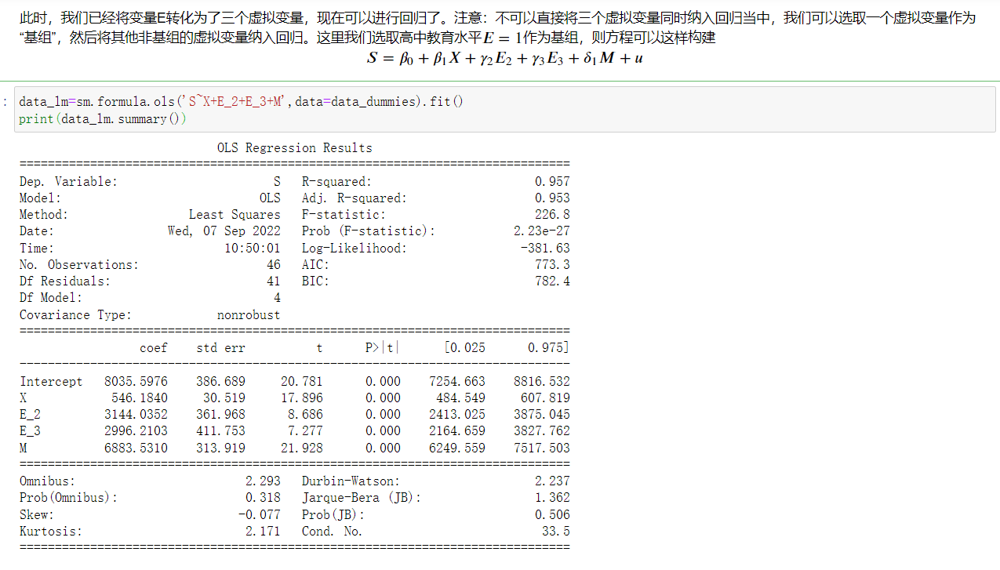 此时，我们已经将变量E转化为了三个虚拟变量，现在可以进行回归了。注意：不可以直接将三个虚拟变量同时纳入回归当中，我们可以选取一个虚拟变量作为
“基组”，然后将其他非基组的虚拟变量纳入回归。这里我们选取高中教育水平E = 1作为基组，则方程可以这样构建
S = β₀ + β₁X + γ₂E₂ + γ₃E₃ + δ₁M + u
: data_lm=sm.formula.ols('S~X+E_2+E_3+M',data=data_dummies).fit()
print(data_lm.summary())
OLS Regression Results
==============================================================================
Dep. Variable: S R-squared: 0.957
Model: OLS Adj. R-squared: 0.953
Method: Least Squares F-statistic: 226.8
Date: Wed, 07 Sep 2022 Prob (F-statistic): 2.23e-27
Time: 10:50:01 Log-Likelihood: -381.63
No. Observations: 46 AIC: 773.3
Df Residuals: 41 BIC: 782.4
Df Model: 4
Covariance Type: nonrobust
==============================================================================
coef std err t P>|t| [0.025 0.975]
------------------------------------------------------------------------------
Intercept 8035.5976 386.689 20.781 0.000 7254.663 8816.532
X 546.1840 30.519 17.896 0.000 484.549 607.819
E_2 3144.0352 361.968 8.686 0.000 2413.025 3875.045
E_3 2996.2103 411.753 7.277 0.000 2164.659 3827.762
M 6883.5310 313.919 21.928 0.000 6249.559 7517.503
==============================================================================
Omnibus: 2.293 Durbin-Watson: 2.237
Prob(Omnibus): 0.318 Jarque-Bera (JB): 1.362
Skew: -0.077 Prob(JB): 0.506
Kurtosis: 2.171 Cond. No. 33.5
==============================================================================